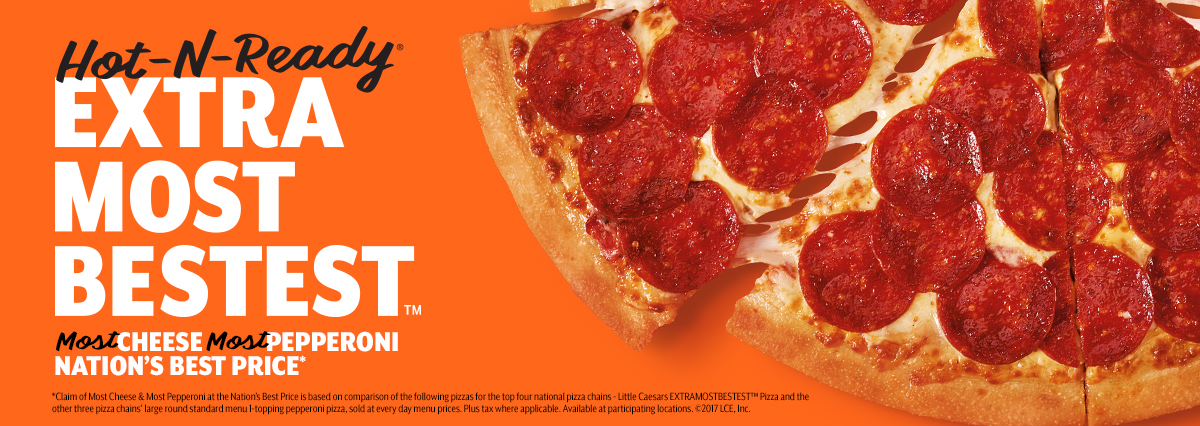 Hot-N-Ready®
EXTRA
MOST
BESTEST™
Most CHEESE Most PEPPERONI
NATION'S BEST PRICE*
*Claim of Most Cheese & Most Pepperoni at the Nation's Best Price is based on comparison of the following pizzas for the top four national pizza chains - Little Caesars EXTRAMOSTBESTEST™ Pizza and the
other three pizza chains' large round standard menu 1-topping pepperoni pizza, sold at every day menu prices. Plus tax where applicable. Available at participating locations. ©2017 LCE, Inc.